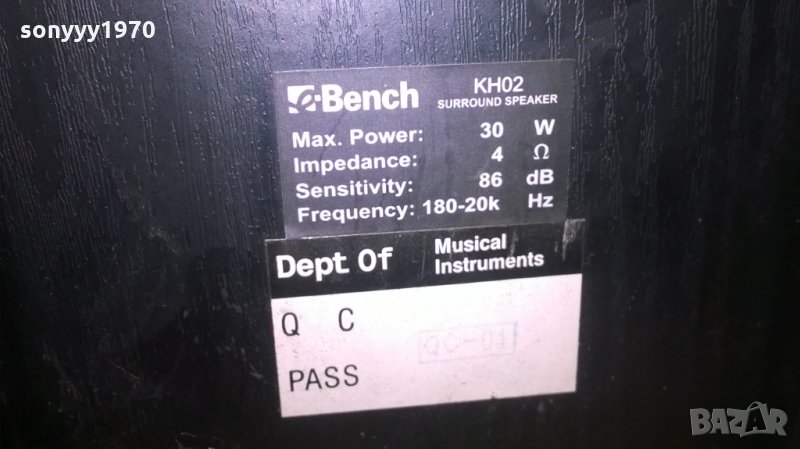 sonyyy1970
e-Bench
KH02
SURROUND SPEAKER
Max. Power: 30 W
Impedance: 4 Ω
Sensitivity: 86 dB
Frequency: 180-20k Hz
Dept Of
Musical
Instruments
Q C
QC-04
PASS
BAZAR